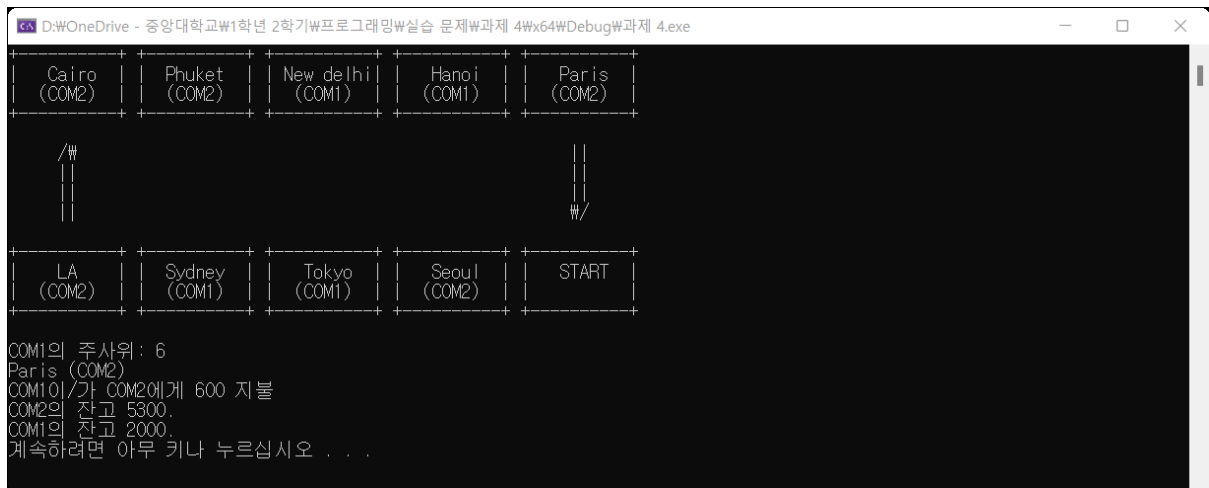 D:₩OneDrive - 중앙대학교₩1학년 2학기₩프로그래밍₩실습 문제₩과제 4₩x64₩Debug₩과제 4.exe
+----------+ +----------+ +----------+ +----------+ +----------+
|   Cairo  | |  Phuket  | | New delhi| |   Hanoi  | |   Paris  |
|  (COM2)  | |  (COM2)  | |  (COM1)  | |  (COM1)  | |  (COM2)  |
+----------+ +----------+ +----------+ +----------+ +----------+
/₩ ||
|| ||
|| ||
|| ₩/
+----------+ +----------+ +----------+ +----------+ +----------+
|    LA    | |  Sydney  | |   Tokyo  | |   Seoul  | |   START  |
|  (COM2)  | |  (COM1)  | |  (COM1)  | |  (COM2)  | |          |
+----------+ +----------+ +----------+ +----------+ +----------+
COM1의 주사위: 6
Paris (COM2)
COM1이/가 COM2에게 600 지불
COM2의 잔고 5300.
COM1의 잔고 2000.
계속하려면 아무 키나 누르십시오 . . .